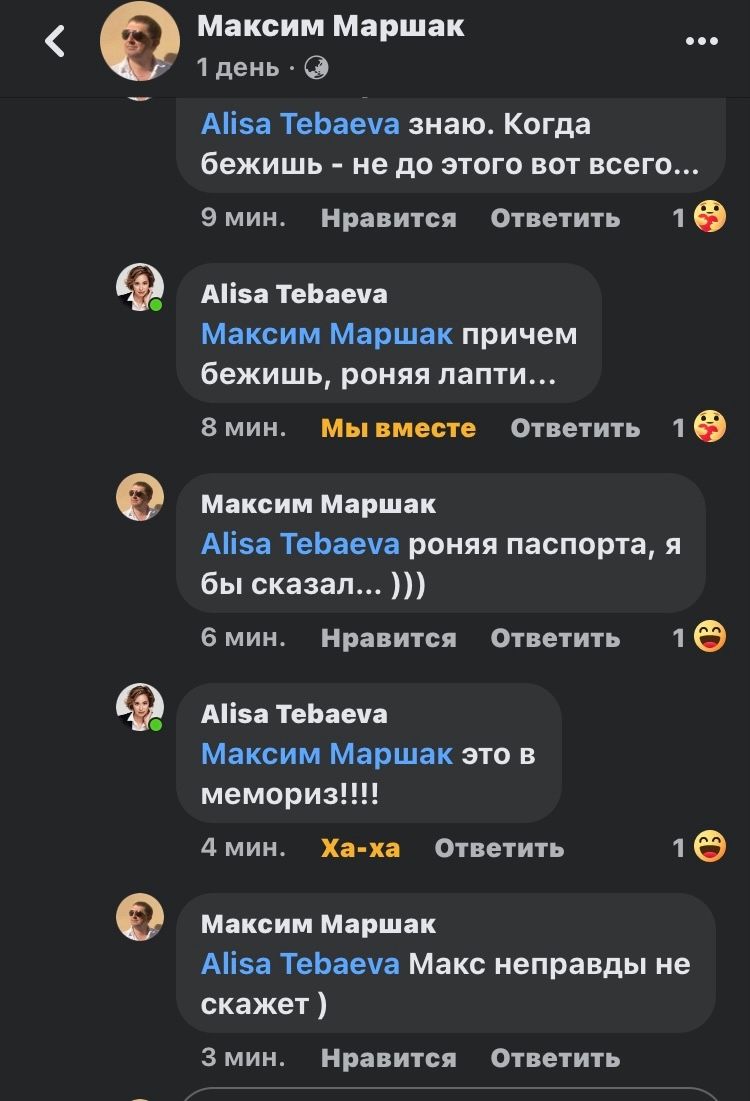 Максим Маршак
1 день ·
Alisa Tebaeva знаю. Когда
бежишь - не до этого вот всего...
9 мин. Нравится Ответить 1
Alisa Tebaeva
Максим Маршак причем
бежишь, роняя лапти...
8 мин. Мы вместе Ответить 1
Максим Маршак
Alisa Tebaeva роняя паспорта, я
бы сказал... )))
6 мин. Нравится Ответить 1
Alisa Tebaeva
Максим Маршак это в
мемориз!!!!
4 мин. Ха-ха Ответить 1
Максим Маршак
Alisa Tebaeva Макс неправды не
скажет )
3 мин. Нравится Ответить